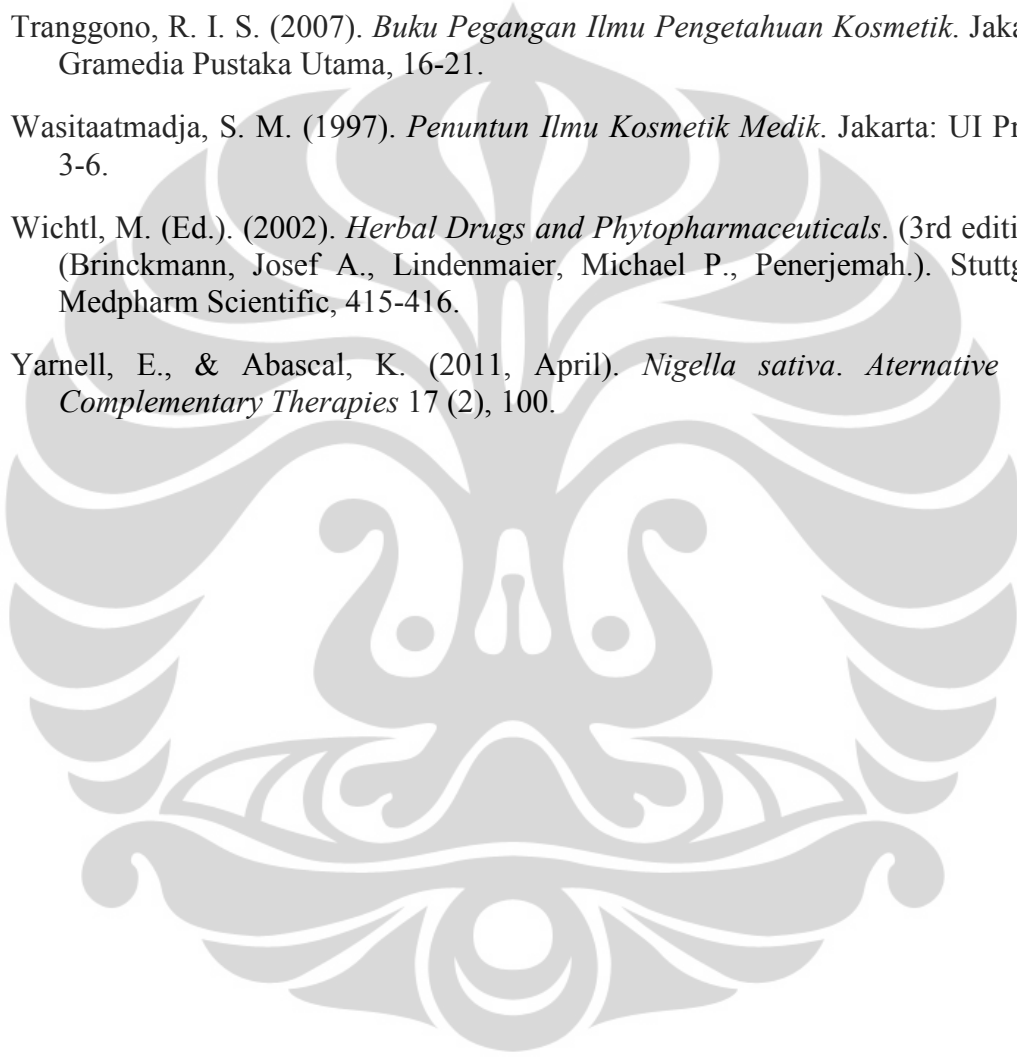 Tranggono, R. I. S. (2007). Buku Pegangan Ilmu Pengetahuan Kosmetik. Jaka
Gramedia Pustaka Utama, 16-21.
Wasitaatmadja, S. M. (1997). Penuntun Ilmu Kosmetik Medik. Jakarta: UI Pr
3-6.
Wichtl, M. (Ed.). (2002). Herbal Drugs and Phytopharmaceuticals. (3rd editi
(Brinckmann, Josef A., Lindenmaier, Michael P., Penerjemah.). Stuttg
Medpharm Scientific, 415-416.
Yarnell, E., & Abascal, K. (2011, April). Nigella sativa. Aternative
Complementary Therapies 17 (2), 100.